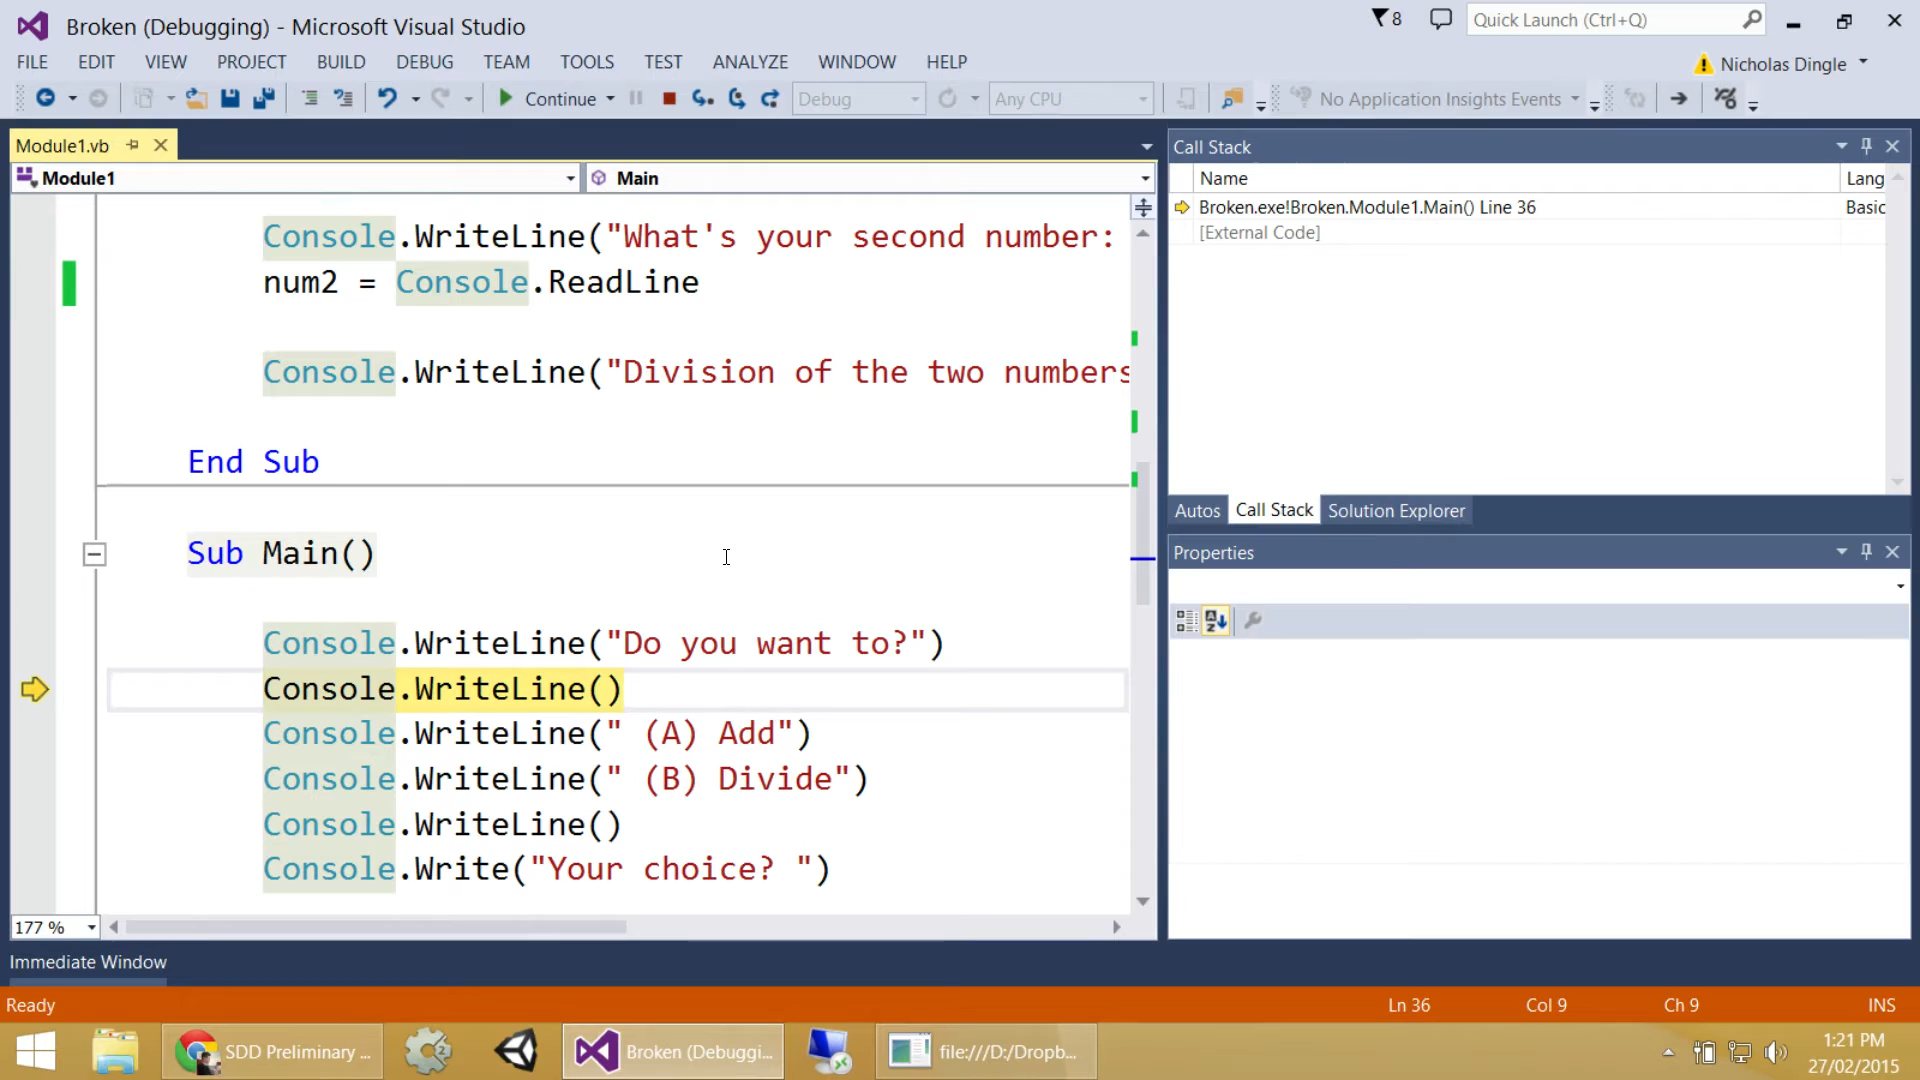 Broken (Debugging) - Microsoft Visual Studio
8
Quick Launch (Ctrl+Q)
FILE EDIT VIEW PROJECT BUILD DEBUG TEAM TOOLS TEST ANALYZE WINDOW HELP
Nicholas Dingle
Continue
Debug
Any CPU
No Application Insights Events
Module1.vb
Module1
Main
Console.WriteLine("What's your second number:
num2 = Console.ReadLine
Console.WriteLine("Division of the two numbers
End Sub
Sub Main()
Console.WriteLine("Do you want to?")
Console.WriteLine()
Console.WriteLine(" (A) Add")
Console.WriteLine(" (B) Divide")
Console.WriteLine()
Console.Write("Your choice? ")
177 %
Call Stack
Name Lang
Broken.exe!Broken.Module1.Main() Line 36 Basic
[External Code]
Autos Call Stack Solution Explorer
Properties
Immediate Window
Ready
Ln 36 Col 9 Ch 9 INS
SDD Preliminary ...
2
Broken (Debuggi...
file:///D:/Dropb...
1:21 PM
27/02/2015